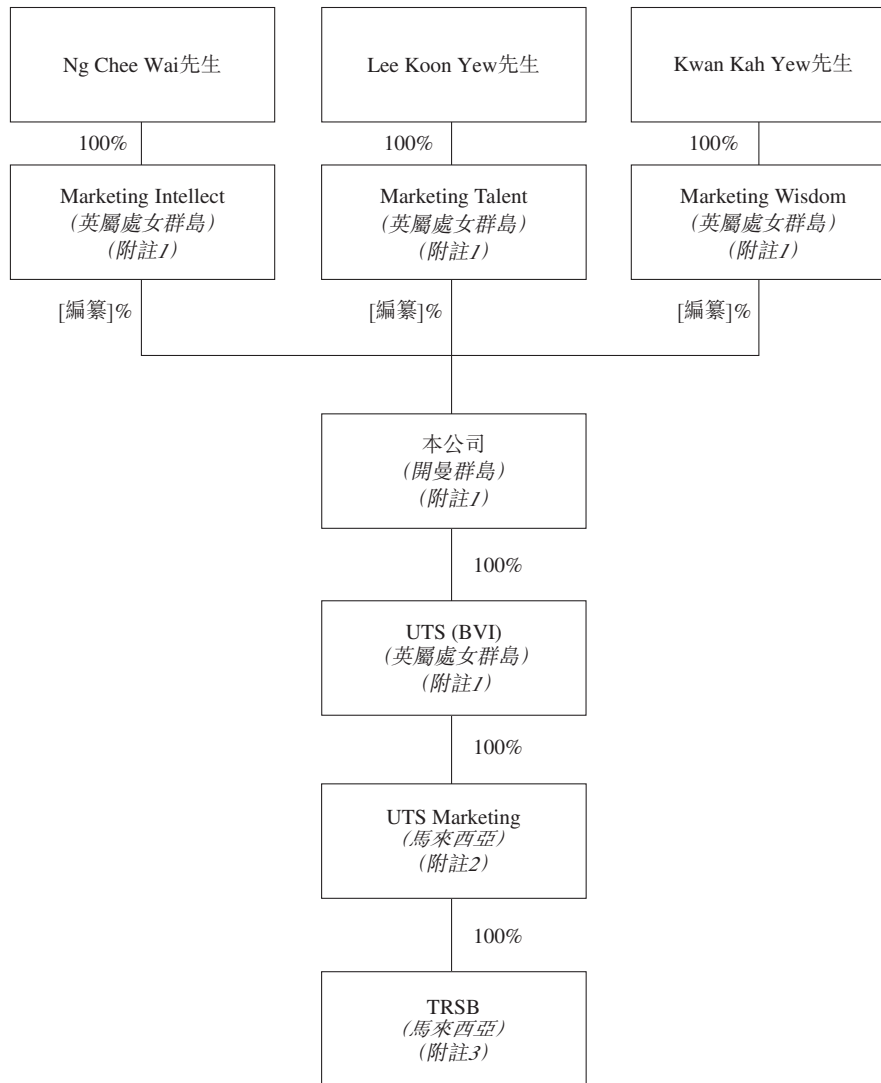 Ng Chee Wai先生
Lee Koon Yew先生
Kwan Kah Yew先生
100%
100%
100%
Marketing Intellect
(英屬處女群島)
(附註1)
Marketing Talent
(英屬處女群島)
(附註1)
Marketing Wisdom
(英屬處女群島)
(附註1)
[編纂]%
[編纂]%
[編纂]%
本公司
(開曼群島)
(附註1)
100%
UTS (BVI)
(英屬處女群島)
(附註1)
100%
UTS Marketing
(馬來西亞)
(附註2)
100%
TRSB
(馬來西亞)
(附註3)